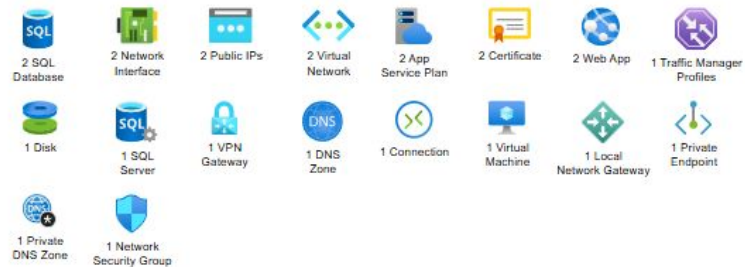 SQL
2 SQL
Database
2 Network
Interface
2 Public IPs
2 Virtual
Network
2 App
Service Plan
2 Certificate
2 Web App
1 Traffic Manager
Profiles
1 Disk
SQL
1 SQL
Server
1 VPN
Gateway
DNS
1 DNS
Zone
1 Connection
1 Virtual
Machine
1 Local
Network Gateway
1 Private
Endpoint
DNS
1 Private
DNS Zone
1 Network
Security Group